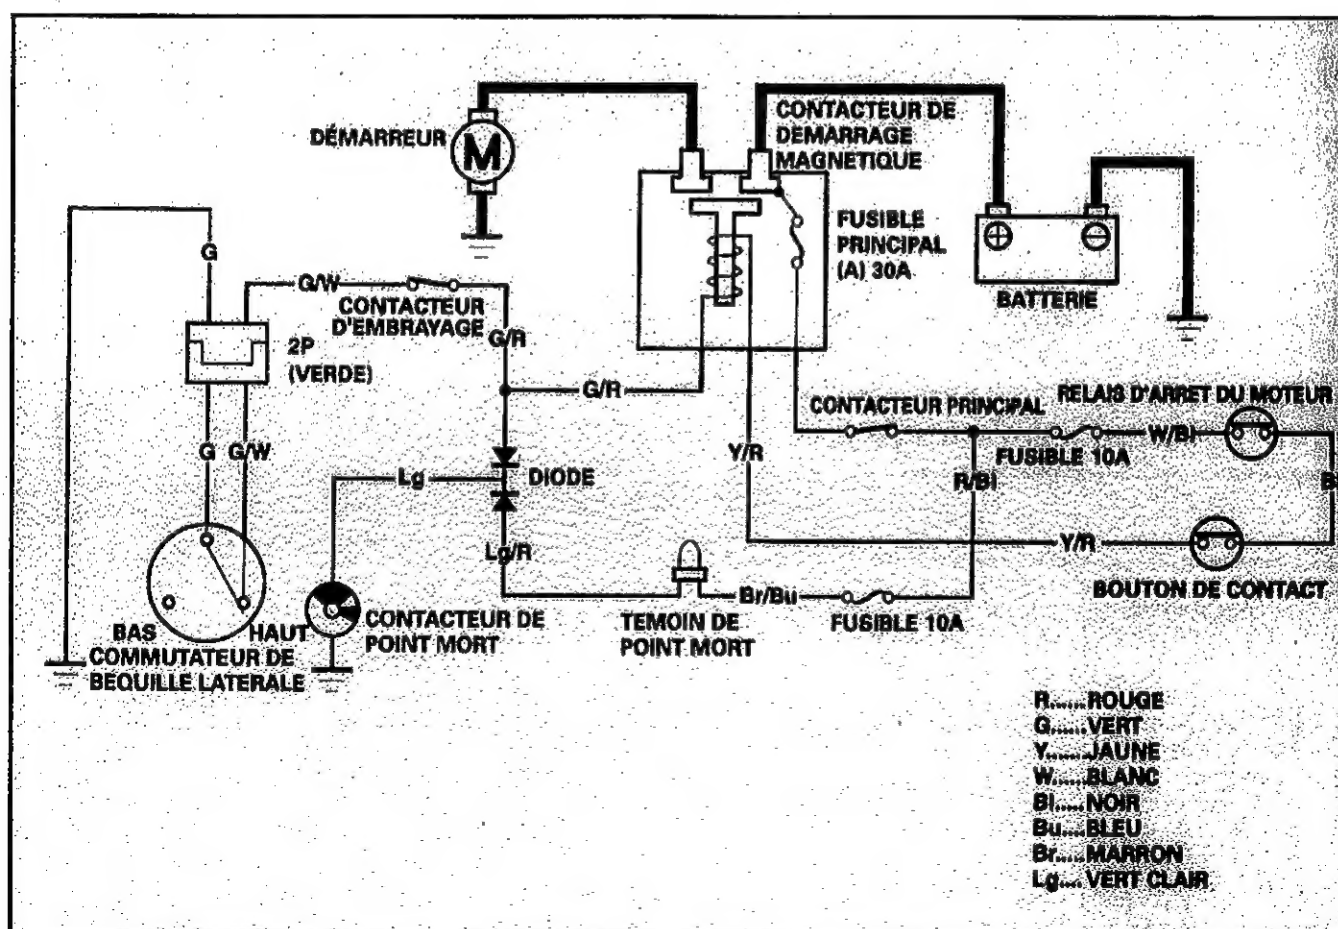 DÉMARREUR
M
CONTACTEUR DE
DEMARRAGE
MAGNETIQUE
FUSIBLE
PRINCIPAL
(A) 30A
BATTERIE
G
G/W
CONTACTEUR
D'EMBRAYAGE
2P
(VERDE)
G/R
G/R
G
G/W
Y/R
CONTACTEUR PRINCIPAL
RELAIS D'ARRET DU MOTEUR
FUSIBLE 10A
W/Bl
R/Bl
Lg
DIODE
Lg/R
Y/R
BOUTON DE CONTACT
Br/Bu
FUSIBLE 10A
TEMOIN DE
POINT MORT
CONTACTEUR DE
POINT MORT
BAS
HAUT
COMMUTATEUR DE
BEQUILLE LATERALE
R......ROUGE
G......VERT
Y......JAUNE
W.....BLANC
Bl.....NOIR
Bu....BLEU
Br.....MARRON
Lg.... VERT CLAIR